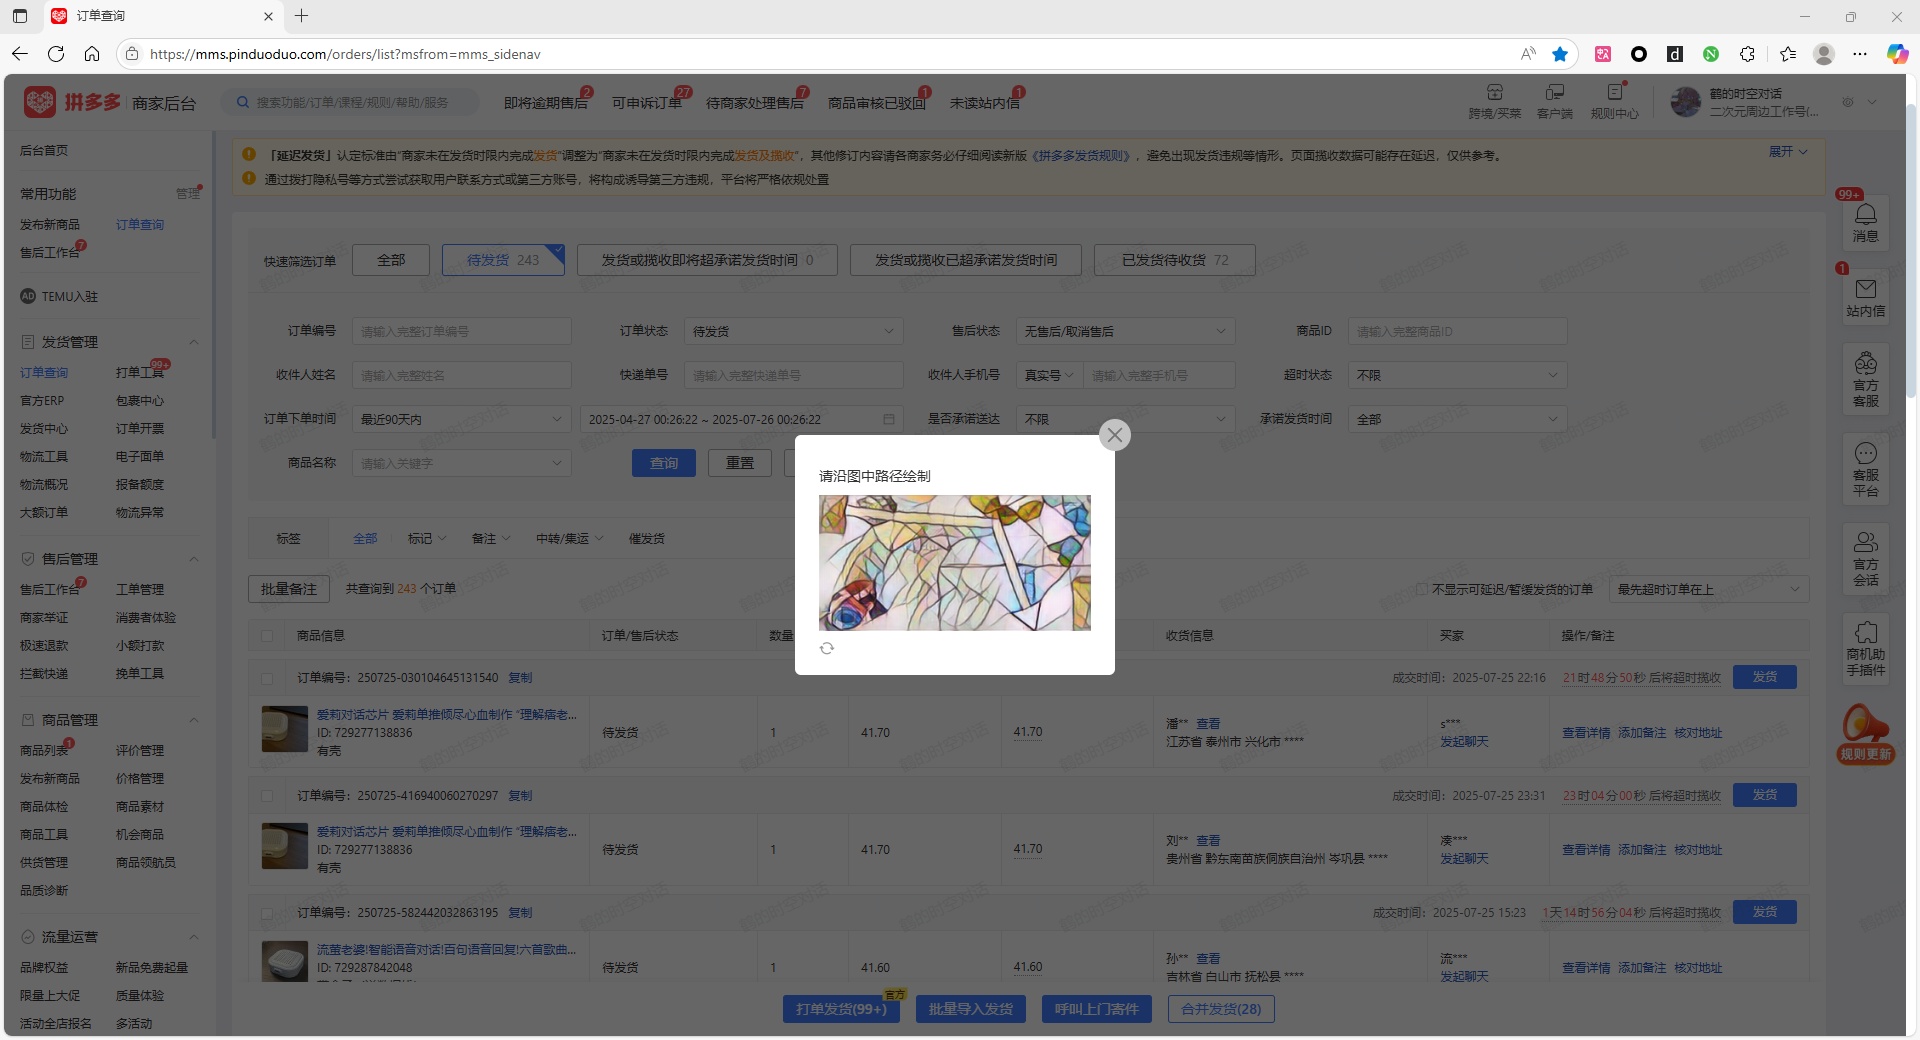 订单查询
https://mms.pinduoduo.com/orders/list?msfrom=mms_sidenav
拼多多 商家后台
搜索功能/订单/课程/规则/帮助/服务
即将逾期售后 2
可申诉订单 27
待商家处理售后 7
商品审核已驳回 1
未读站内信 1
跨境/买菜
客户端
规则中心
鹤的时空对话
二次元周边工作号(...
后台首页
常用功能 管理
发布新商品 订单查询
售后工作台 7
AD TEMU入驻
发货管理
订单查询 打单工具 99+
官方ERP 包裹中心
发货中心 订单开票
物流工具 电子面单
物流概况 报备额度
大额订单 物流异常
售后管理
售后工作台 7 工单管理
商家举证 消费者体验
极速退款 小额打款
拦截快递 挽单工具
商品管理
商品列表 1 评价管理
发布新商品 价格管理
商品体检 商品素材
商品工具 机会商品
供货管理 商品领航员
品质诊断
流量运营
品牌权益 新品免费起量
限量上大促 质量体验
活动全店报名 多活动
「延迟发货」认定标准由“商家未在发货时限内完成发货”调整为“商家未在发货时限内完成发货及揽收”，其他修订内容请各商家务必仔细阅读新版《拼多多发货规则》，避免出现发货违规等情形。页面揽收数据可能存在延迟，仅供参考。
展开
通过拨打隐私号等方式尝试获取用户联系方式或第三方账号，将构成诱导第三方违规，平台将严格依规处置
快速筛选订单 全部 待发货 243 发货或揽收即将超承诺发货时间 0 发货或揽收已超承诺发货时间 已发货待收货 72
订单编号 请输入完整订单编号 订单状态 待发货 售后状态 无售后/取消售后 商品ID 请输入完整商品ID
收件人姓名 请输入完整姓名 快递单号 请输入完整快递单号 收件人手机号 真实号 请输入完整手机号 超时状态 不限
订单下单时间 最近90天内 2025-04-27 00:26:22 ~ 2025-07-26 00:26:22 是否承诺送达 不限 承诺发货时间 全部
商品名称 请输入关键字 查询 重置
请沿图中路径绘制
标签 全部 标记 备注 中转/集运 催发货
批量备注 共查询到 243 个订单
不显示可延迟/暂缓发货的订单 最先超时订单在上
商品信息 订单/售后状态 数量 收货信息 买家 操作/备注
订单编号：250725-030104645131540 复制
成交时间：2025-07-25 22:16 21时48分50秒 后将超时揽收 发货
爱莉对话芯片 爱莉单推倾尽心血制作 “理解痞老...
ID: 729277138836
有壳
待发货 1 41.70 41.70
潘** 查看
江苏省 泰州市 兴化市 ****
s***
发起聊天
查看详情 添加备注 核对地址
订单编号：250725-416940060270297 复制
成交时间：2025-07-25 23:31 23时04分00秒 后将超时揽收 发货
爱莉对话芯片 爱莉单推倾尽心血制作 “理解痞老...
ID: 729277138836
有壳
待发货 1 41.70 41.70
刘** 查看
贵州省 黔东南苗族侗族自治州 岑巩县 ****
凑***
发起聊天
查看详情 添加备注 核对地址
订单编号：250725-582442032863195 复制
成交时间：2025-07-25 15:23 1天14时56分04秒 后将超时揽收 发货
流萤老婆!智能语音对话!百句语音回复!六首歌曲...
ID: 729287842048
待发货 1 41.60 41.60
孙** 查看
吉林省 白山市 抚松县 ****
流***
发起聊天
查看详情 添加备注 核对地址
打单发货(99+) 官方
批量导入发货
呼叫上门寄件
合并发货(28)
99+
消息
1
站内信
官方
客服
客服
平台
官方
会话
商机助
手插件
规则更新
鹤的时空对话